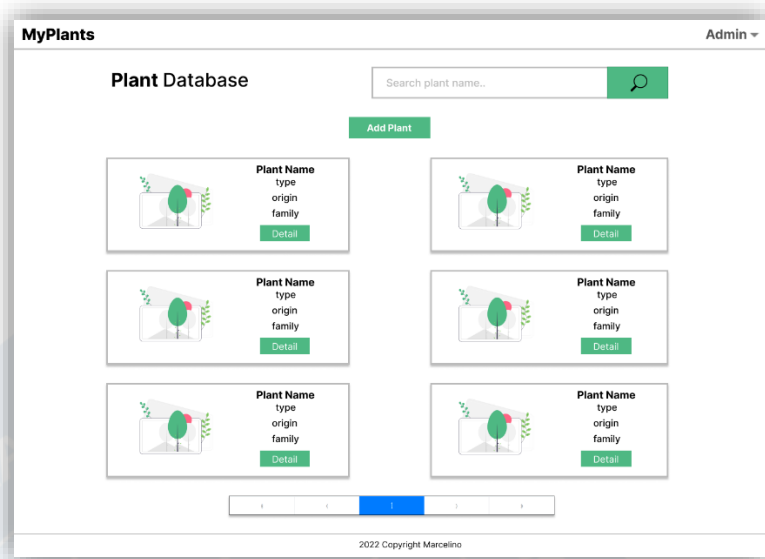 MyPlants
Admin
Plant Database
Search plant name..
Add Plant
Plant Name
type
origin
family
Detail
Plant Name
type
origin
family
Detail
Plant Name
type
origin
family
Detail
Plant Name
type
origin
family
Detail
Plant Name
type
origin
family
Detail
Plant Name
type
origin
family
Detail
2022 Copyright Marcelino